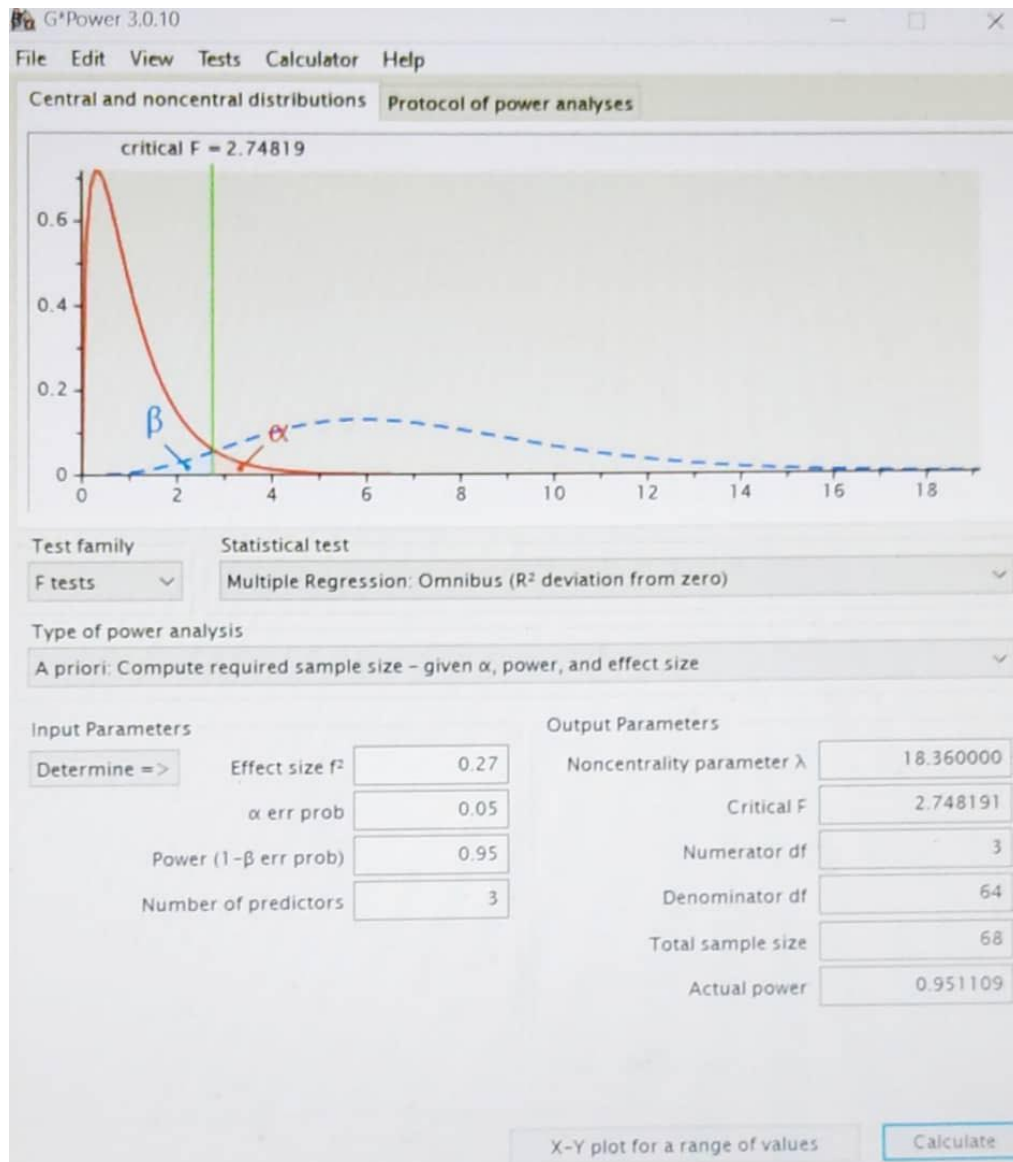 G*Power 3.0.10
File Edit View Tests Calculator Help
Central and noncentral distributions Protocol of power analyses
critical F = 2.74819
0.6
0.4
0.2
0
β
α
0 2 4 6 8 10 12 14 16 18
Test family Statistical test
F tests Multiple Regression: Omnibus (R² deviation from zero)
Type of power analysis
A priori: Compute required sample size – given α, power, and effect size
Input Parameters Output Parameters
Determine => Effect size f² 0.27 Noncentrality parameter λ 18.360000
α err prob 0.05 Critical F 2.748191
Power (1-β err prob) 0.95 Numerator df 3
Number of predictors 3 Denominator df 64
Total sample size 68
Actual power 0.951109
X-Y plot for a range of values Calculate